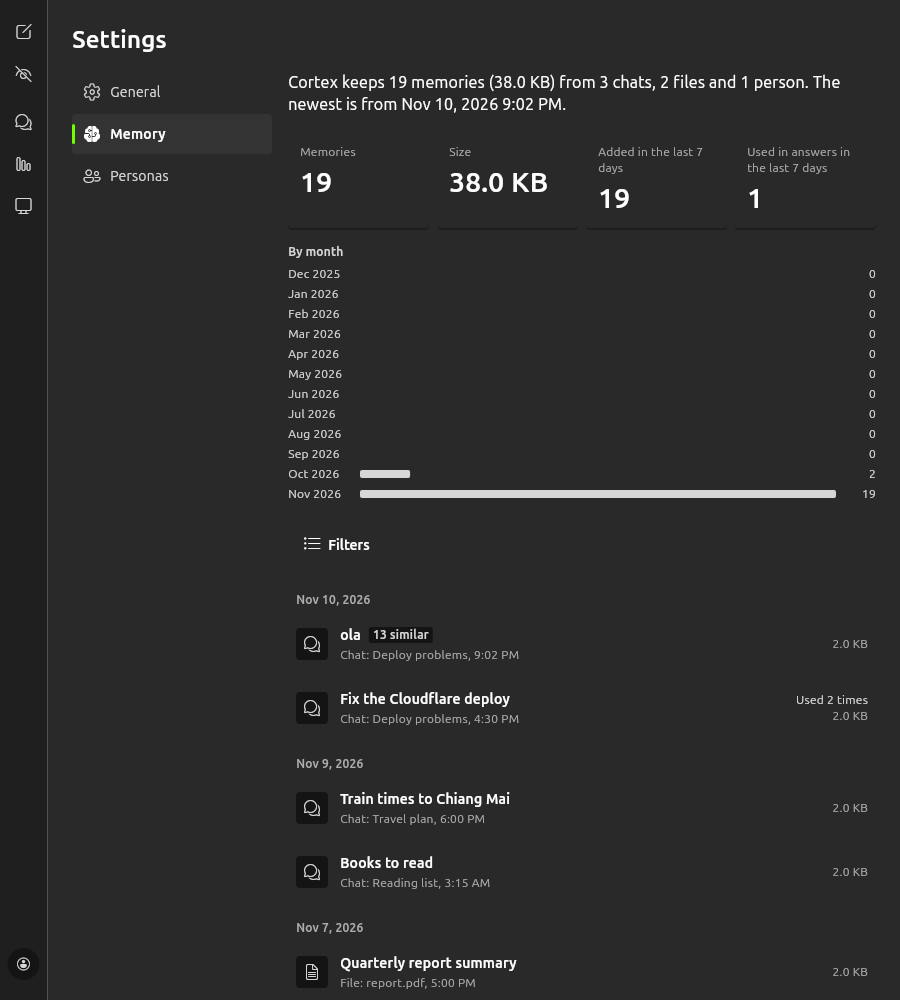 Settings
General
Memory
Personas
Cortex keeps 19 memories (38.0 KB) from 3 chats, 2 files and 1 person. The
newest is from Nov 10, 2026 9:02 PM.
Memories
19
Size
38.0 KB
Added in the last 7
days
19
Used in answers in
the last 7 days
1
By month
Dec 2025 0
Jan 2026 0
Feb 2026 0
Mar 2026 0
Apr 2026 0
May 2026 0
Jun 2026 0
Jul 2026 0
Aug 2026 0
Sep 2026 0
Oct 2026 2
Nov 2026 19
Filters
Nov 10, 2026
ola 13 similar
Chat: Deploy problems, 9:02 PM
2.0 KB
Fix the Cloudflare deploy
Chat: Deploy problems, 4:30 PM
Used 2 times
2.0 KB
Nov 9, 2026
Train times to Chiang Mai
Chat: Travel plan, 6:00 PM
2.0 KB
Books to read
Chat: Reading list, 3:15 AM
2.0 KB
Nov 7, 2026
Quarterly report summary
File: report.pdf, 5:00 PM
2.0 KB